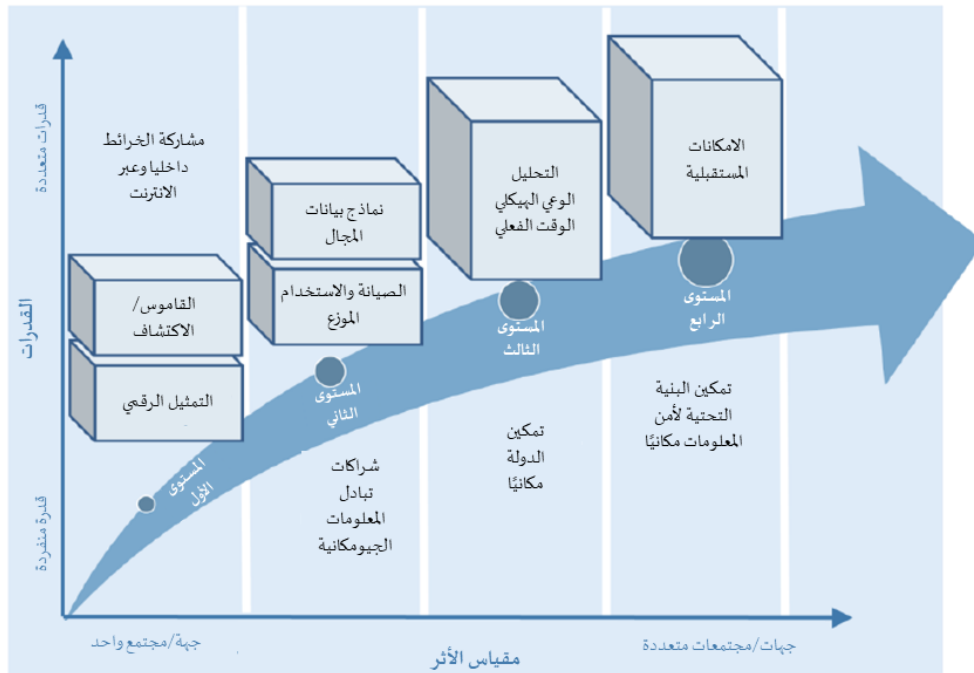 قدرات متعددة
القدرات
قدرة منفردة
مشاركة الخرائط
داخليا وعبر
الانترنت
القاموس/
الاكتشاف
التمثيل الرقمي
المستوى
الأول
نماذج بيانات
المجال
الصيانة والاستخدام
الموزع
المستوى
الثاني
شراكات
تبادل
المعلومات
الجيومكانية
التحليل
الوعي الهيكلي
الوقت الفعلي
المستوى
الثالث
تمكين
الدولة
مكانيًا
الامكانات
المستقبلية
المستوى
الرابع
تمكين البنية
التحتية لأمن
المعلومات مكانيًا
جهة/مجتمع واحد
مقياس الأثر
جهات/مجتمعات متعددة